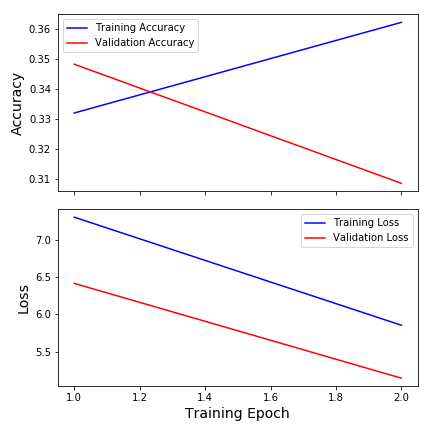 Training Accuracy
Validation Accuracy
0.36
0.35
0.34
0.33
0.32
0.31
Accuracy
Training Loss
Validation Loss
7.0
6.5
6.0
5.5
Loss
1.0 1.2 1.4 1.6 1.8 2.0
Training Epoch